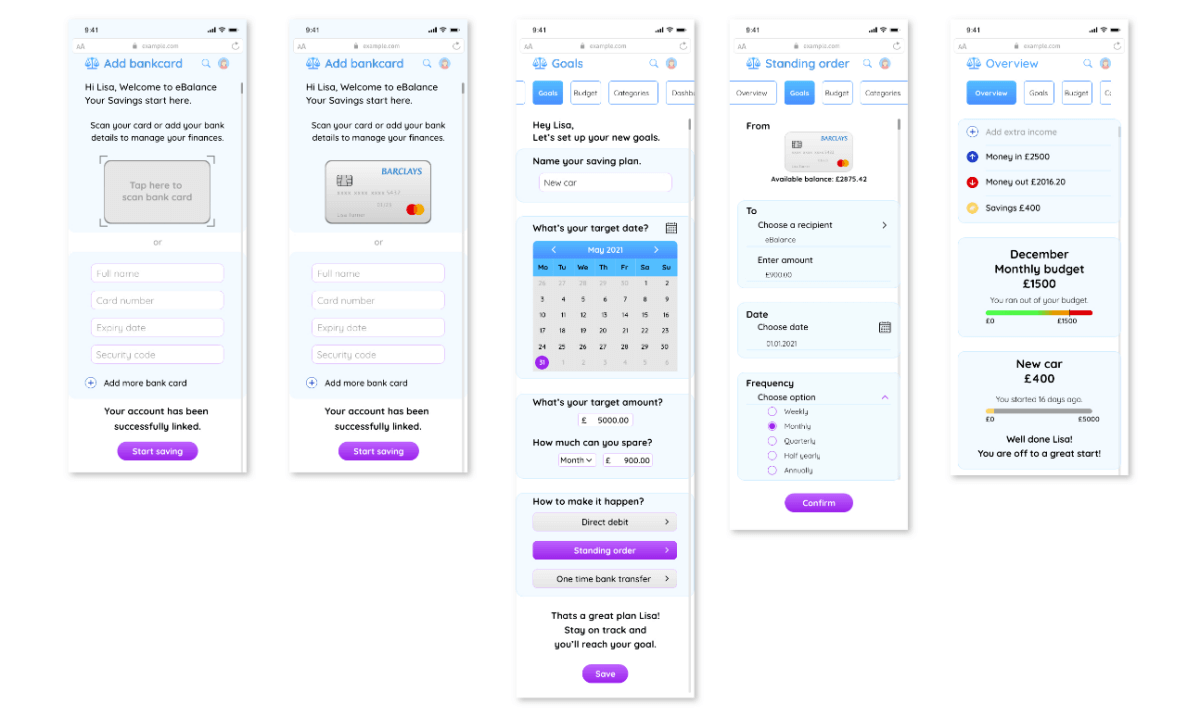 9:41
AA example.com
Add bankcard
Hi Lisa, Welcome to eBalance
Your Savings start here.
Scan your card or add your bank
details to manage your finances.
Tap here to
scan bank card
or
Full name
Card number
Expiry date
Security code
Add more bank card
Your account has been
successfully linked.
Start saving
9:41
AA example.com
Add bankcard
Hi Lisa, Welcome to eBalance
Your Savings start here.
Scan your card or add your bank
details to manage your finances.
BARCLAYS
or
Full name
Card number
Expiry date
Security code
Add more bank card
Your account has been
successfully linked.
Start saving
9:41
AA example.com
Goals
Goals Budget Categories Dashb
Hey Lisa,
Let's set up your new goals.
Name your saving plan.
New car
What's your target date?
May 2021
Mo Tu We Th Fr Sa Su
26 27 28 29 30 1 2
3 4 5 6 7 8 9
10 11 12 13 14 15 16
17 18 19 20 21 22 23
24 25 26 27 28 29 30
31 1 2 3 4 5 6
What's your target amount?
£ 5000.00
How much can you spare?
Month £ 900.00
How to make it happen?
Direct debit
Standing order
One time bank transfer
Thats a great plan Lisa!
Stay on track and
you'll reach your goal.
Save
9:41
AA example.com
Standing order
Overview Goals Budget Categories
From
BARCLAYS
Available balance: £2875.42
To
Choose a recipient
eBalance
Enter amount
£900.00
Date
Choose date
01.01.2021
Frequency
Choose option
Weekly
Monthly
Quarterly
Half yearly
Annually
Confirm
9:41
AA example.com
Overview
Overview Goals Budget
Add extra income
Money in £2500
Money out £2016.20
Savings £400
December
Monthly budget
£1500
You ran out of your budget.
£0 £1500
New car
£400
You started 16 days ago.
£0 £5000
Well done Lisa!
You are off to a great start!